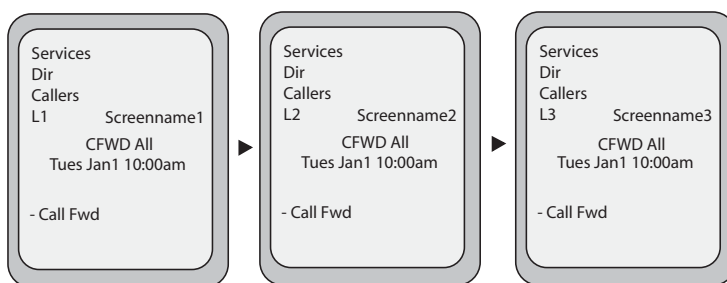 Services
Dir
Callers
L1 Screenname1
CFWD All
Tues Jan1 10:00am
- Call Fwd
Services
Dir
Callers
L2 Screenname2
CFWD All
Tues Jan1 10:00am
- Call Fwd
Services
Dir
Callers
L3 Screenname3
CFWD All
Tues Jan1 10:00am
- Call Fwd